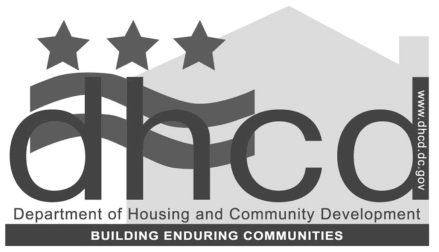 dhcd
www.dhcd.dc.gov
Department of Housing and Community Development
BUILDING ENDURING COMMUNITIES